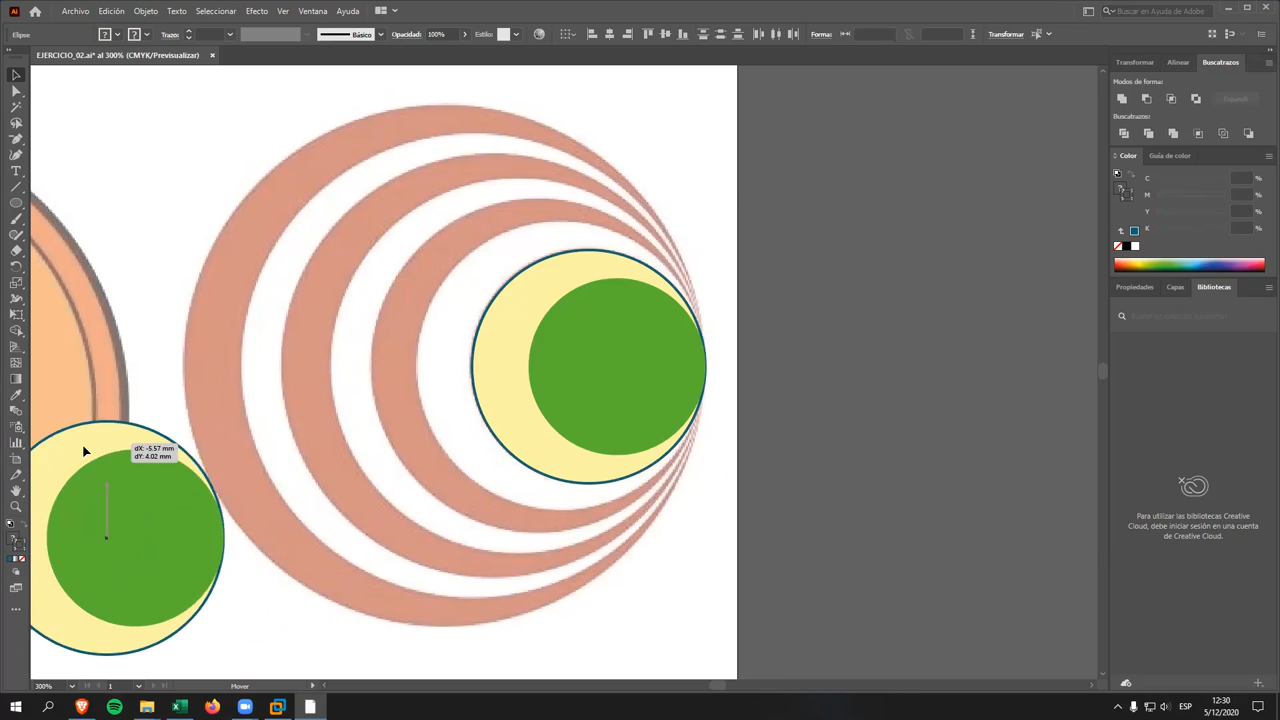 Ai
Archivo Edición Objeto Texto Seleccionar Efecto Ver Ventana Ayuda
Buscar en Ayuda de Adobe
Elipse
Trazo:
Básico
Opacidad: 100%
Estilo:
Forma:
Transformar
EJERCICIO_02.ai* al 300% (CMYK/Previsualizar)
Transformar Alinear Buscatrazos
Modos de forma:
Buscatrazos:
Color Guía de color
C %
M %
Y %
K %
Propiedades Capas Bibliotecas
dX: -5.57 mm
dY: 4.02 mm
Para utilizar las bibliotecas Creative
Cloud, debe iniciar sesión en una cuenta
de Creative Cloud.
300% 1 Mover
ESP
12:30
5/12/2020